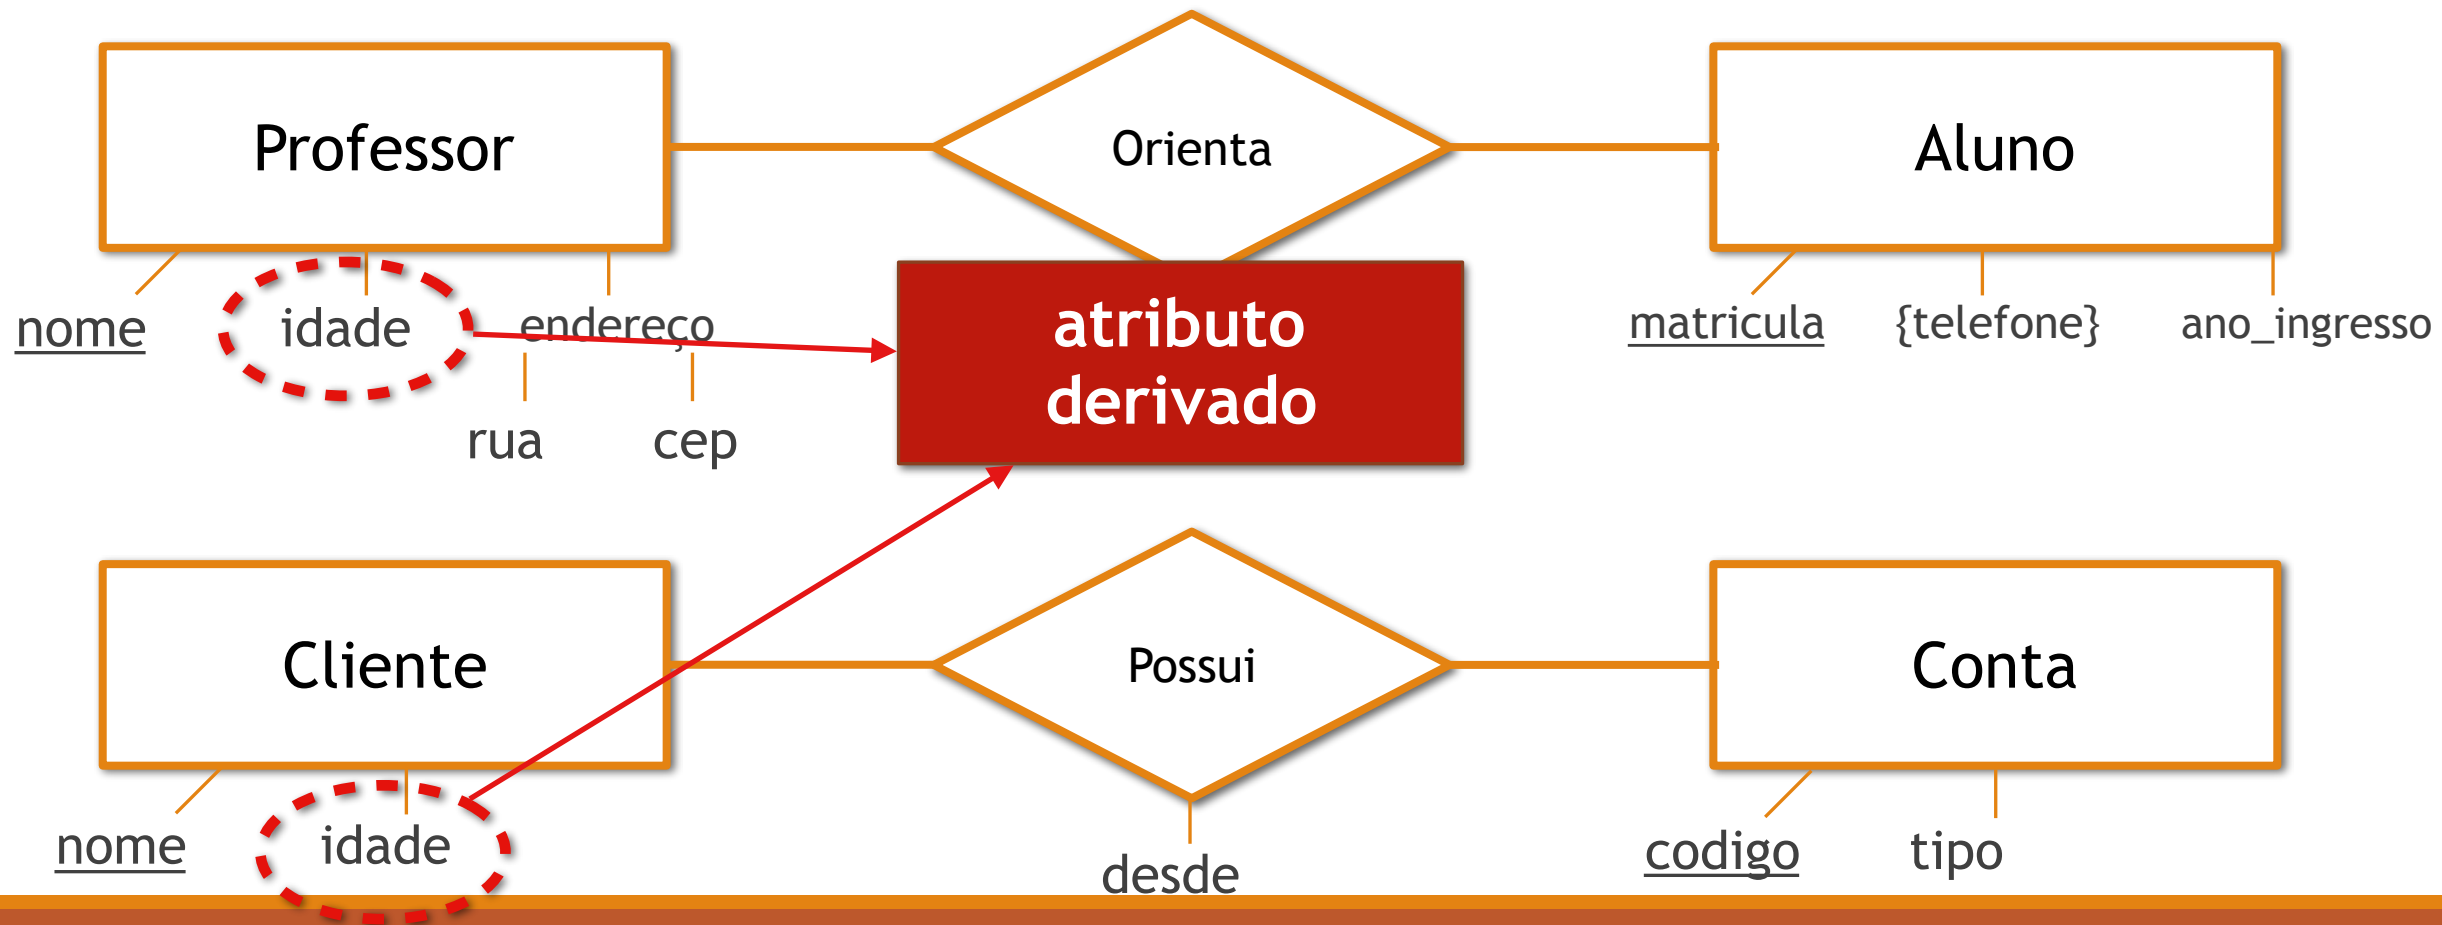 Professor
Orienta
Aluno
nome
idade
endereço
rua
cep
atributo
derivado
matricula
{telefone}
ano_ingresso
Cliente
Possui
Conta
nome
idade
desde
codigo
tipo